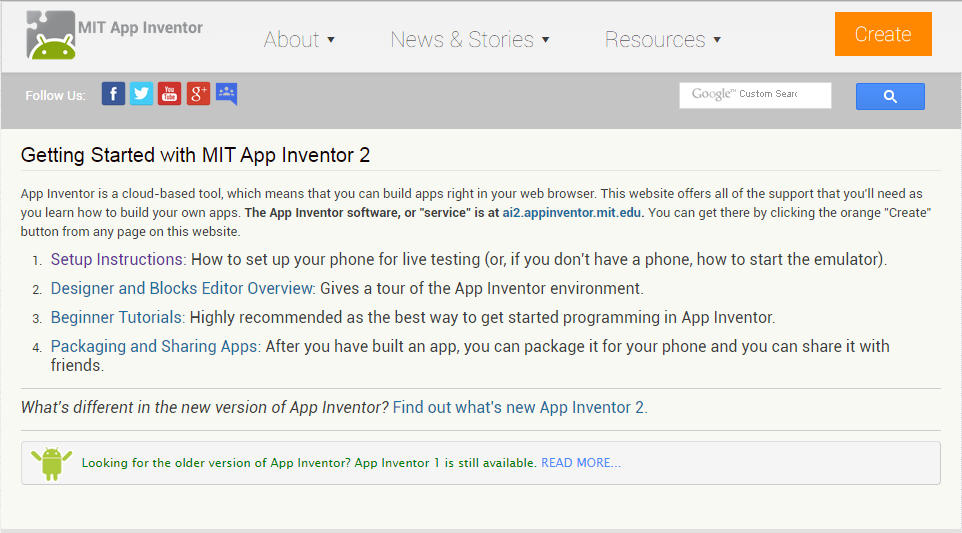 MIT App Inventor
About
News & Stories
Resources
Create
Follow Us:
f
You
Tube
g+
Google™ Custom Searc
Getting Started with MIT App Inventor 2
App Inventor is a cloud-based tool, which means that you can build apps right in your web browser. This website offers all of the support that you'll need as
you learn how to build your own apps. The App Inventor software, or "service" is at ai2.appinventor.mit.edu. You can get there by clicking the orange "Create"
button from any page on this website.
1. Setup Instructions: How to set up your phone for live testing (or, if you don't have a phone, how to start the emulator).
2. Designer and Blocks Editor Overview: Gives a tour of the App Inventor environment.
3. Beginner Tutorials: Highly recommended as the best way to get started programming in App Inventor.
4. Packaging and Sharing Apps: After you have built an app, you can package it for your phone and you can share it with
friends.
What's different in the new version of App Inventor? Find out what's new App Inventor 2.
Looking for the older version of App Inventor? App Inventor 1 is still available. READ MORE...